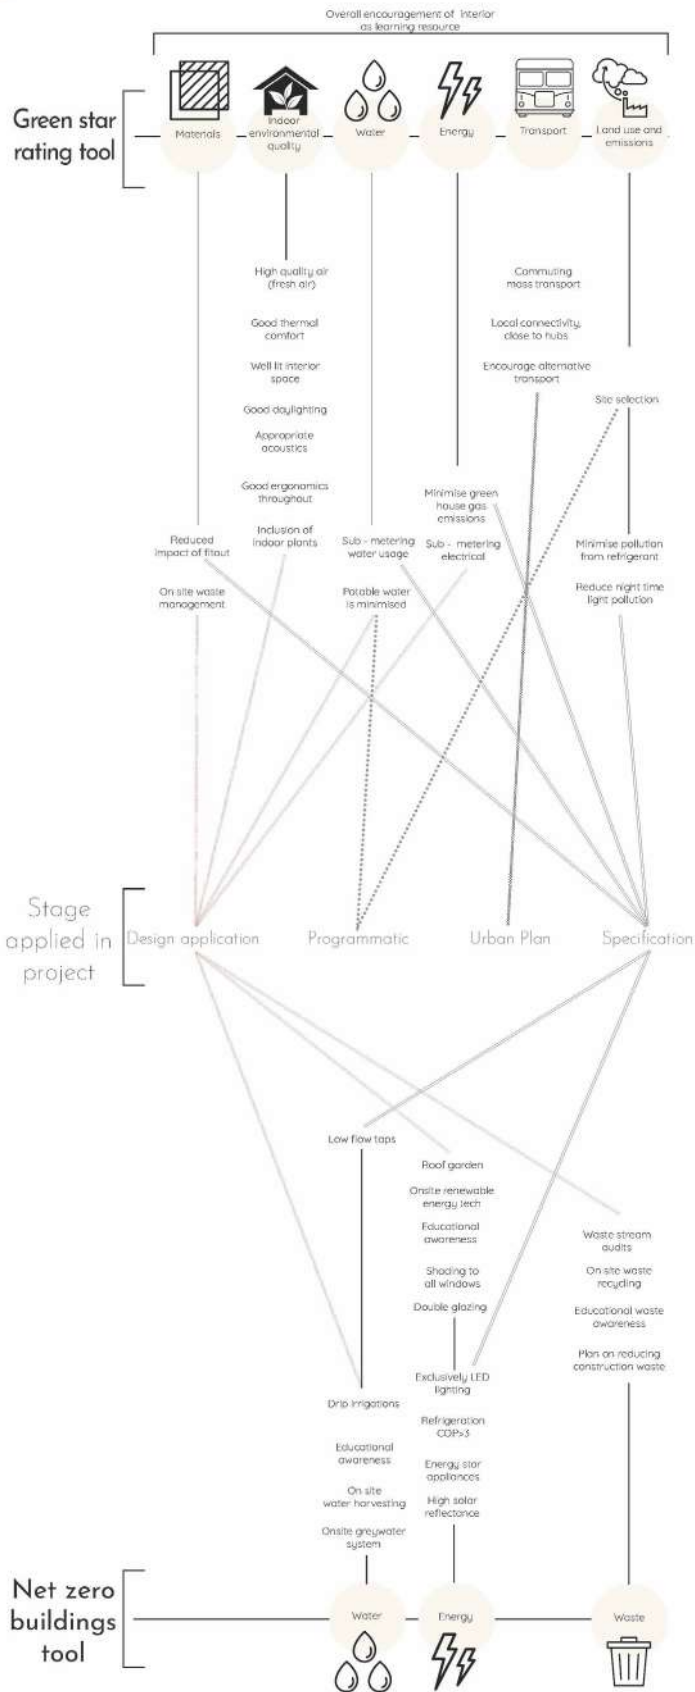 Overall encouragement of interior
as learning resource
Green star
rating tool
Materials
Indoor
environmental
quality
Water
Energy
Transport
Land use and
emissions
High quality air
(fresh air)
Good thermal
comfort
Well lit interior
space
Good daylighting
Appropriate
acoustics
Good ergonomics
throughout
Inclusion of
indoor plants
Commuting
mass transport
Local connectivity,
close to hubs
Encourage alternative
transport
Site selection
Minimise green
house gas
emissions
Reduced
impact of fitout
On site waste
management
Sub - metering
water usage
Potable water
is minimised
Sub - metering
electrical
Minimise pollution
from refrigerant
Reduce night time
light pollution
Stage
applied in
project
Design application
Programmatic
Urban Plan
Specification
Low flow taps
Roof garden
Onsite renewable
energy tech
Educational
awareness
Shading to
all windows
Double glazing
Exclusively LED
lighting
Refrigeration
COP>3
Energy star
appliances
High solar
reflectance
Waste stream
audits
On site waste
recycling
Educational waste
awareness
Plan on reducing
construction waste
Drip irrigations
Educational
awareness
On site
water harvesting
Onsite greywater
system
Net zero
buildings
tool
Water
Energy
Waste